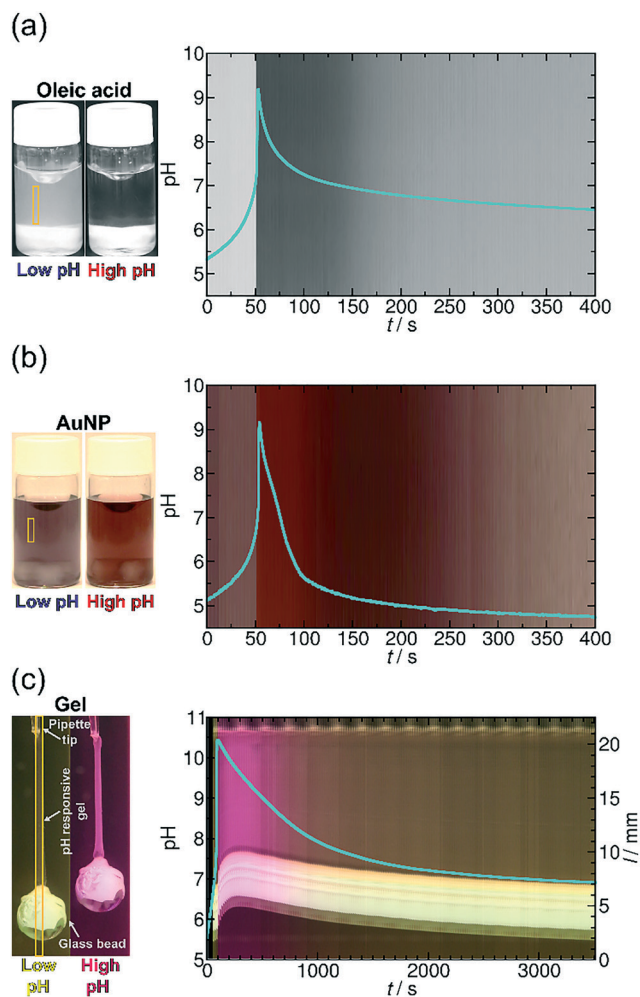 (a)
Oleic acid
Low pH High pH
10
9
8
7
6
5
pH
0 50 100 150 200 250 300 350 400
t / s
(b)
AuNP
Low pH High pH
10
9
8
7
6
5
pH
0 50 100 150 200 250 300 350 400
t / s
(c)
Gel
Pipette
tip
pH responsive
gel
Glass bead
Low
pH
High
pH
11
10
9
8
7
6
5
pH
0 1000 2000 3000
t / s
20
15
10
5
0
l / mm